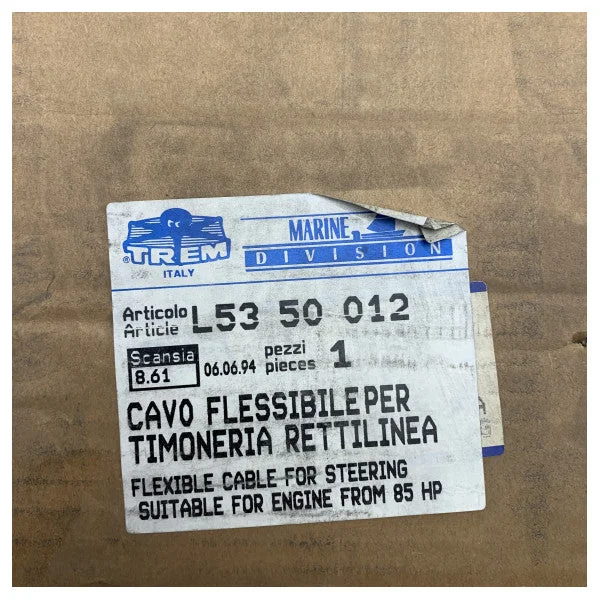 MARINE
DIVISION
® TREM
ITALY
Articolo
Article L53 50 012
Scansia
8.61
06.06.94
pezzi
pieces 1
CAVO FLESSIBILE PER
TIMONERIA RETTILINEA
FLEXIBLE CABLE FOR STEERING
SUITABLE FOR ENGINE FROM 85 HP